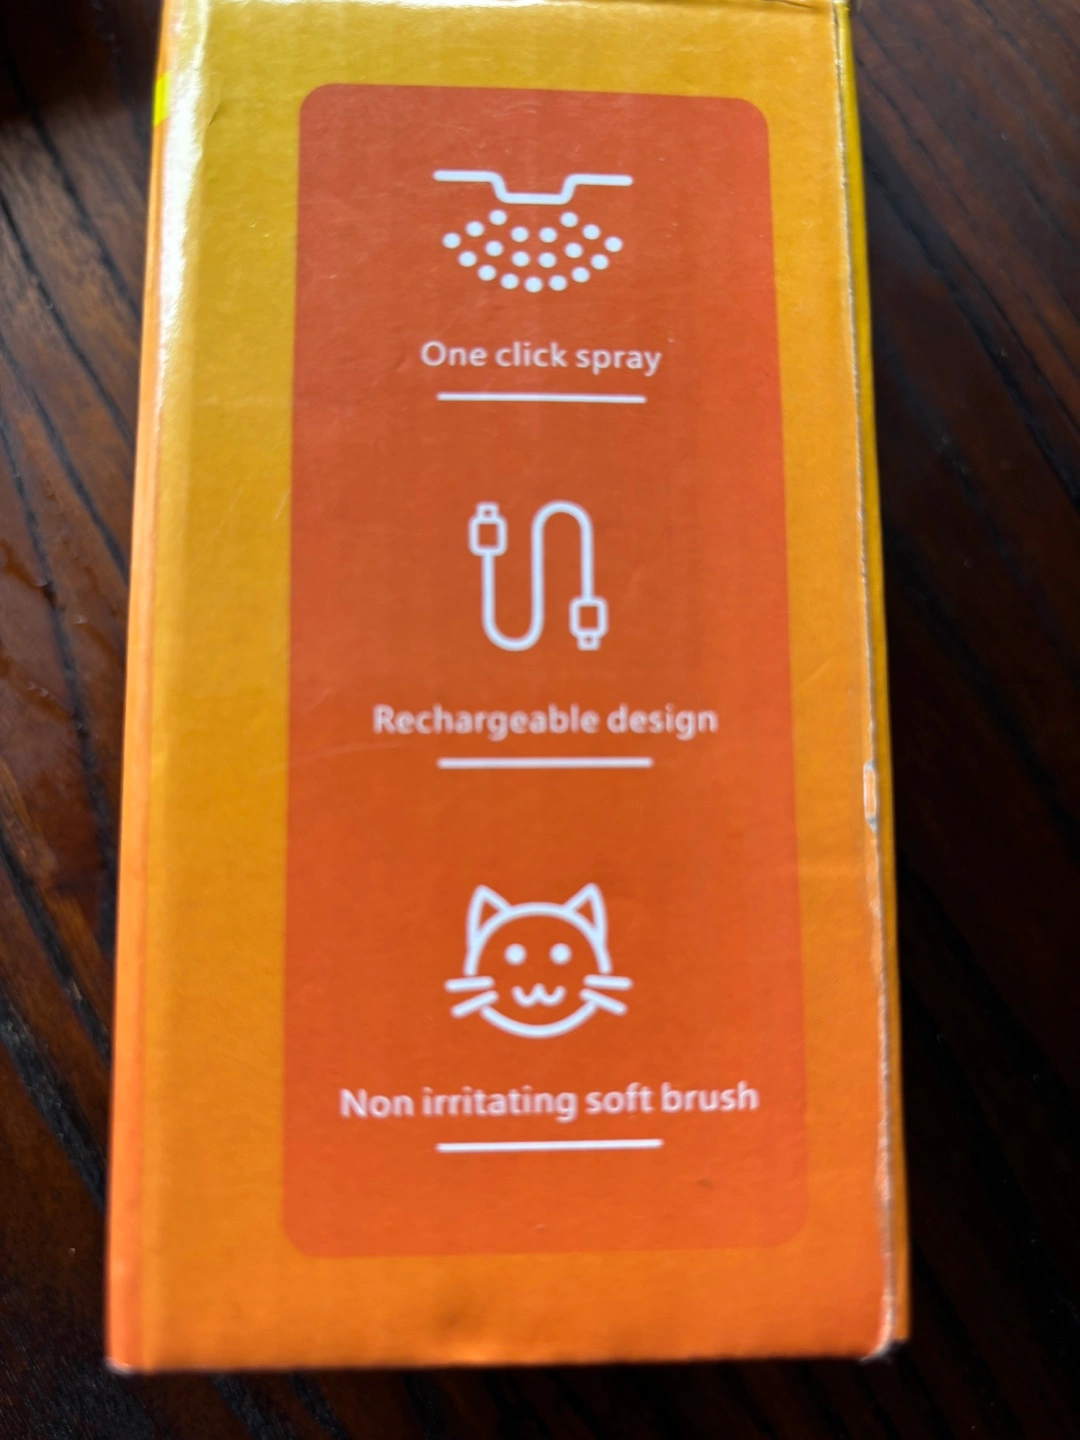 One click spray
Rechargeable design
Non irritating soft brush